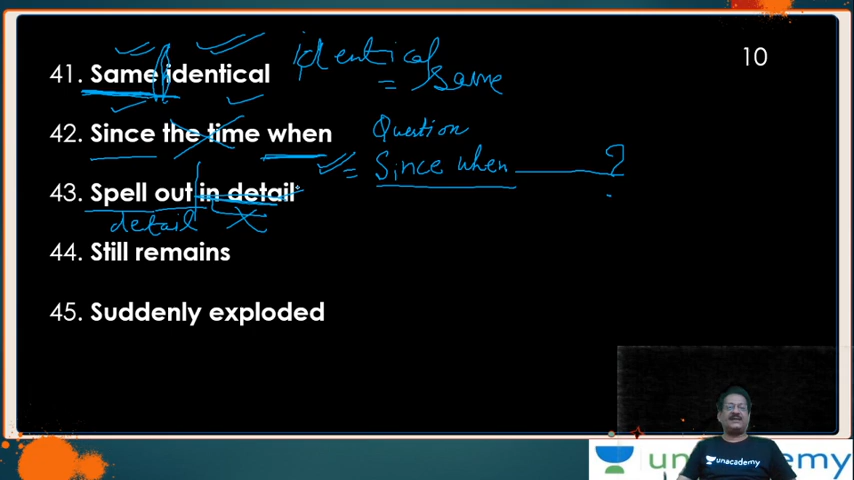 10
identical
41. Same identical
= same
Question
42. Since the time when
= Since when ______?
43. Spell out in detail
detail
44. Still remains
45. Suddenly exploded
unacademy
unacademy